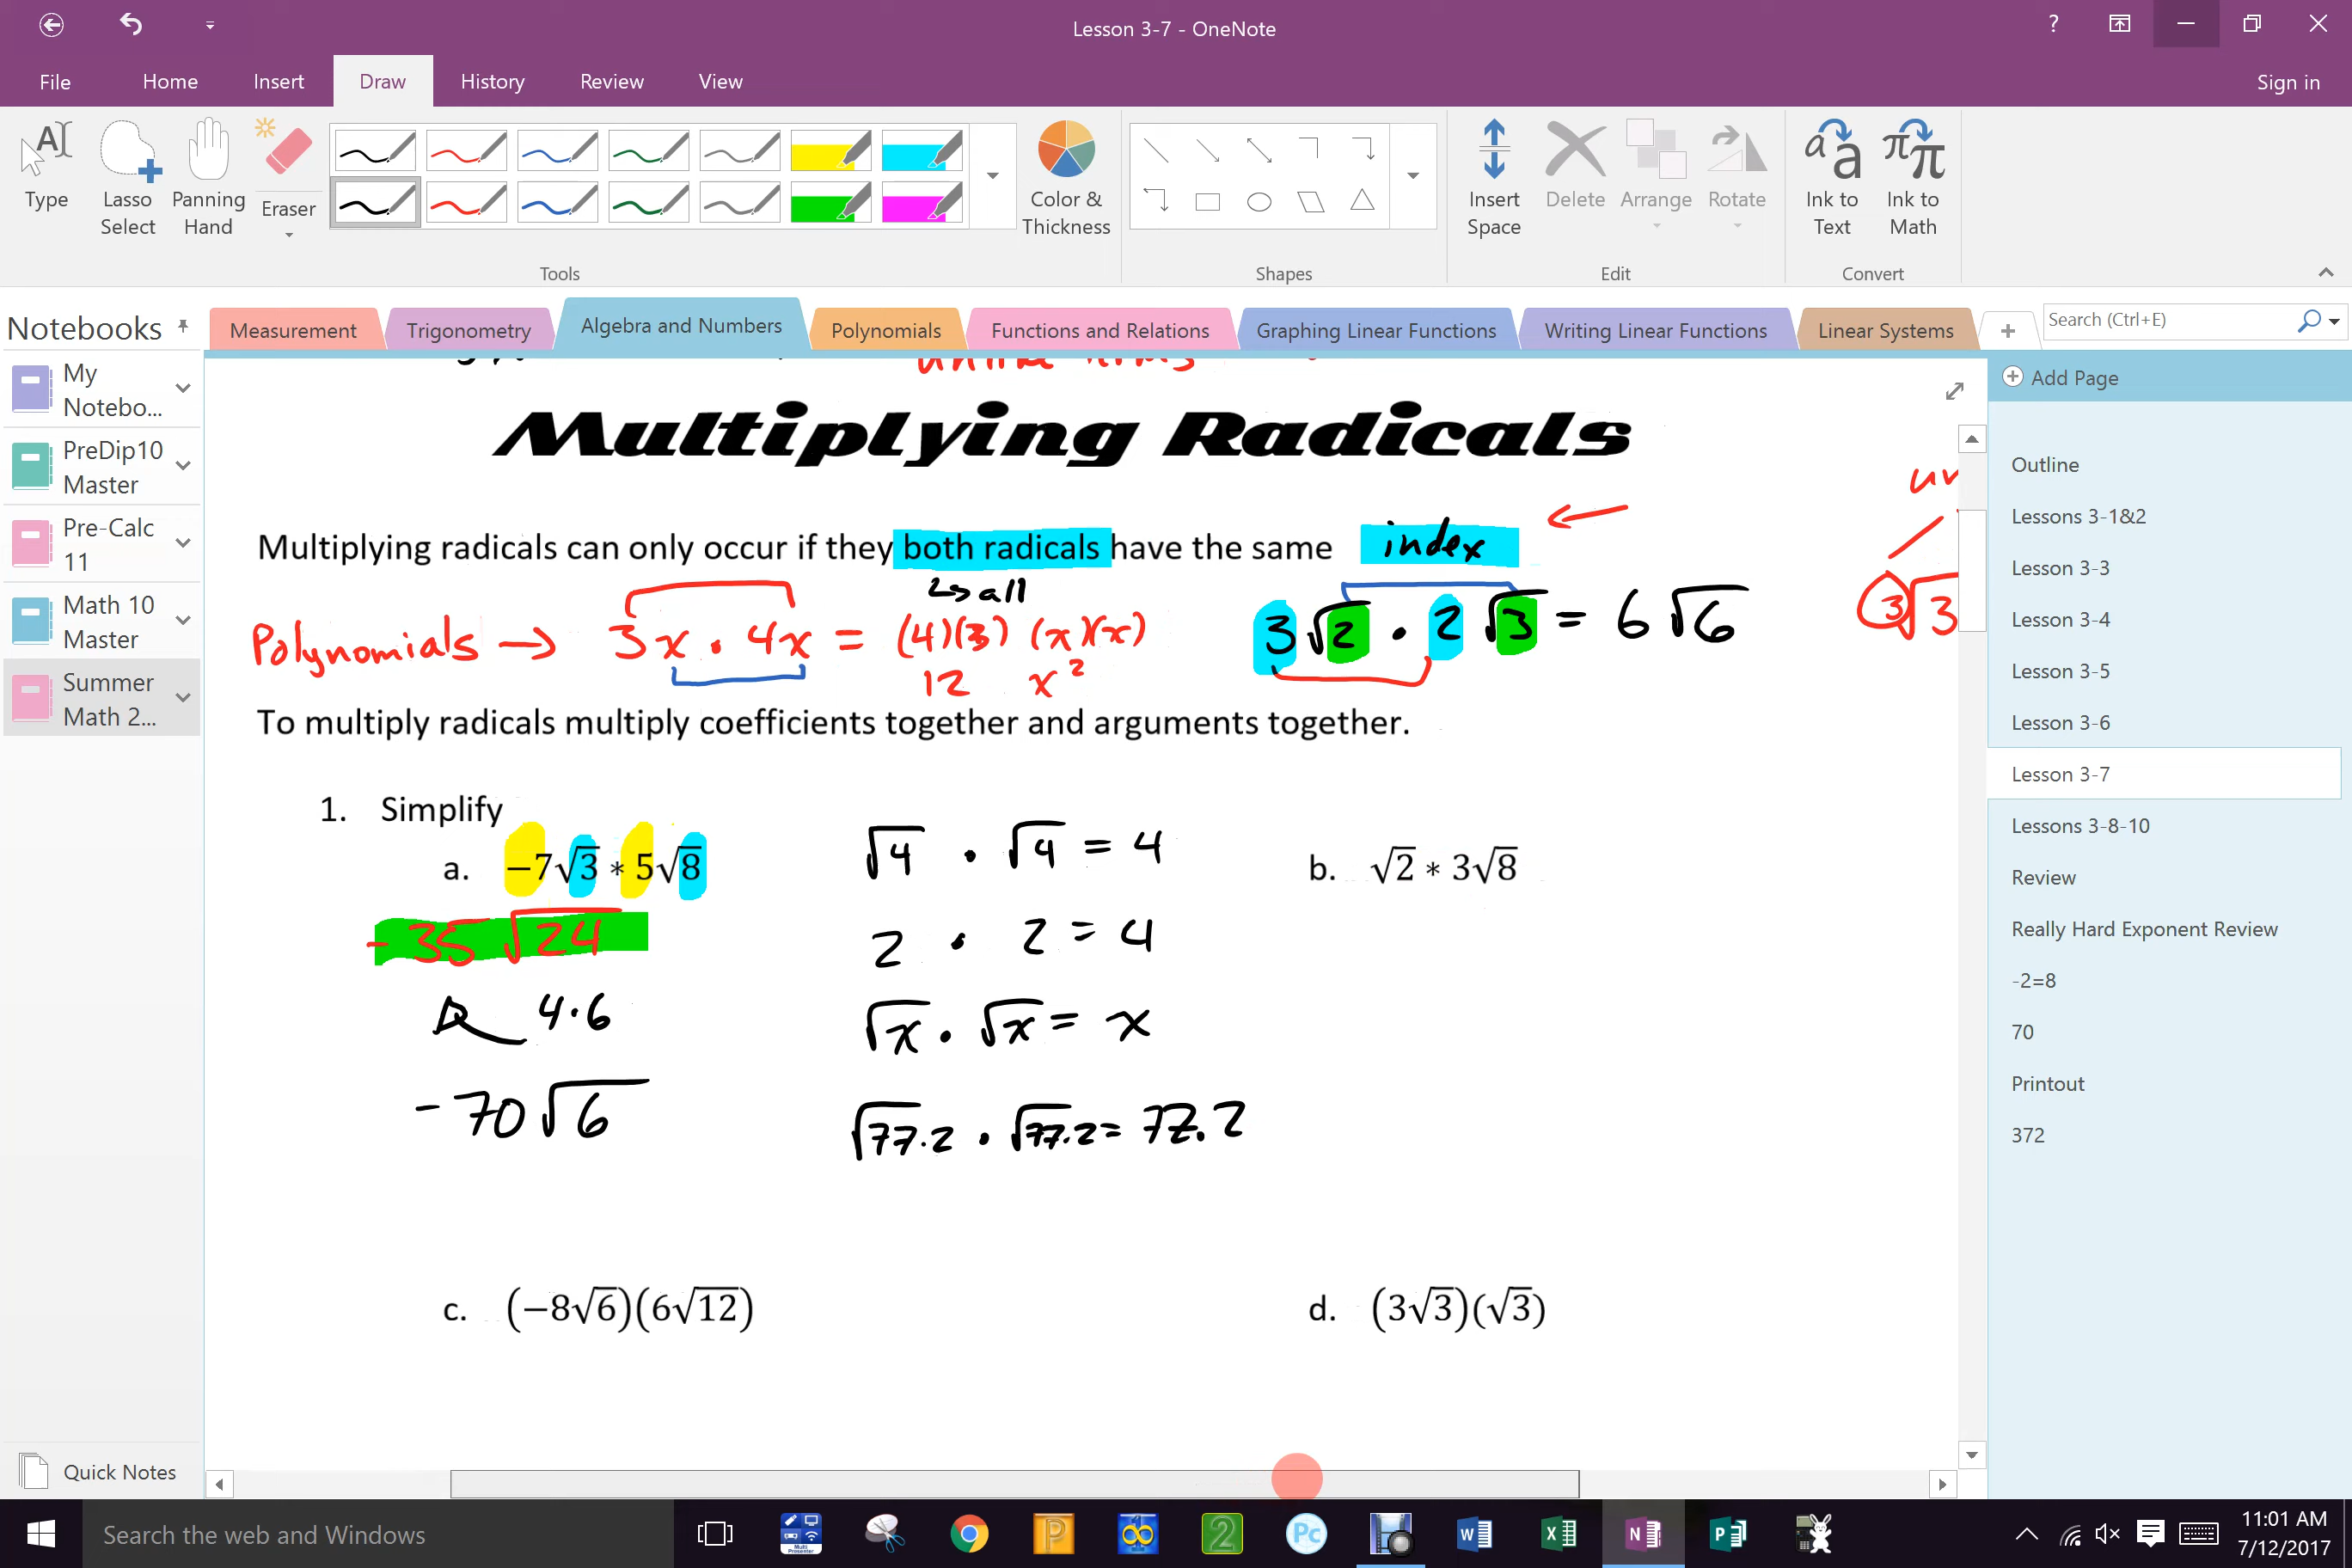 Lesson 3-7 - OneNote
?
File Home Insert Draw History Review View Sign in
Type
Lasso Select
Panning Hand
Eraser
Color & Thickness
Insert Space
Delete
Arrange
Rotate
Ink to Text
Ink to Math
Tools Shapes Edit Convert
Notebooks
Measurement Trigonometry Algebra and Numbers Polynomials Functions and Relations Graphing Linear Functions Writing Linear Functions Linear Systems
Search (Ctrl+E)
My Notebo...
PreDip10 Master
Pre-Calc 11
Math 10 Master
Summer Math 2...
Quick Notes
Multiplying Radicals
Multiplying radicals can only occur if they both radicals have the same index
2→ all
Polynomials → 3x · 4x = (4)(3) (x)(x)
12 x²
3√2 · 2√3 = 6√6
3√3
To multiply radicals multiply coefficients together and arguments together.
1. Simplify
a. −7√3 ∗ 5√8
-35√24
4·6
-70√6
√4 · √4 = 4
2 · 2 = 4
√x · √x = x
√77.2 · √77.2 = 77.2
b. √2 ∗ 3√8
c. (−8√6)(6√12)
d. (3√3)(√3)
Add Page
Outline
Lessons 3-1&2
Lesson 3-3
Lesson 3-4
Lesson 3-5
Lesson 3-6
Lesson 3-7
Lessons 3-8-10
Review
Really Hard Exponent Review
-2=8
70
Printout
372
Search the web and Windows
11:01 AM
7/12/2017